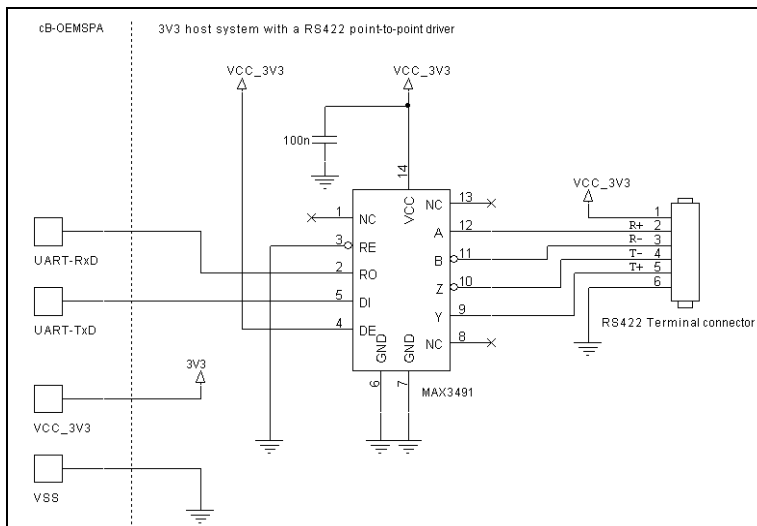 cB-OEMSPA
3V3 host system with a RS422 point-to-point driver
VCC_3V3
VCC_3V3
100n
14
VCC
1
NC
NC
13
VCC_3V3
3
RE
A
12
R+
1
2
UART-RxD
2
RO
B
11
R-
3
T-
4
5
DI
Z
10
T+
5
6
UART-TxD
4
DE
Y
9
RS422 Terminal connector
GND
GND
NC
8
3V3
6
7
MAX3491
VCC_3V3
VSS